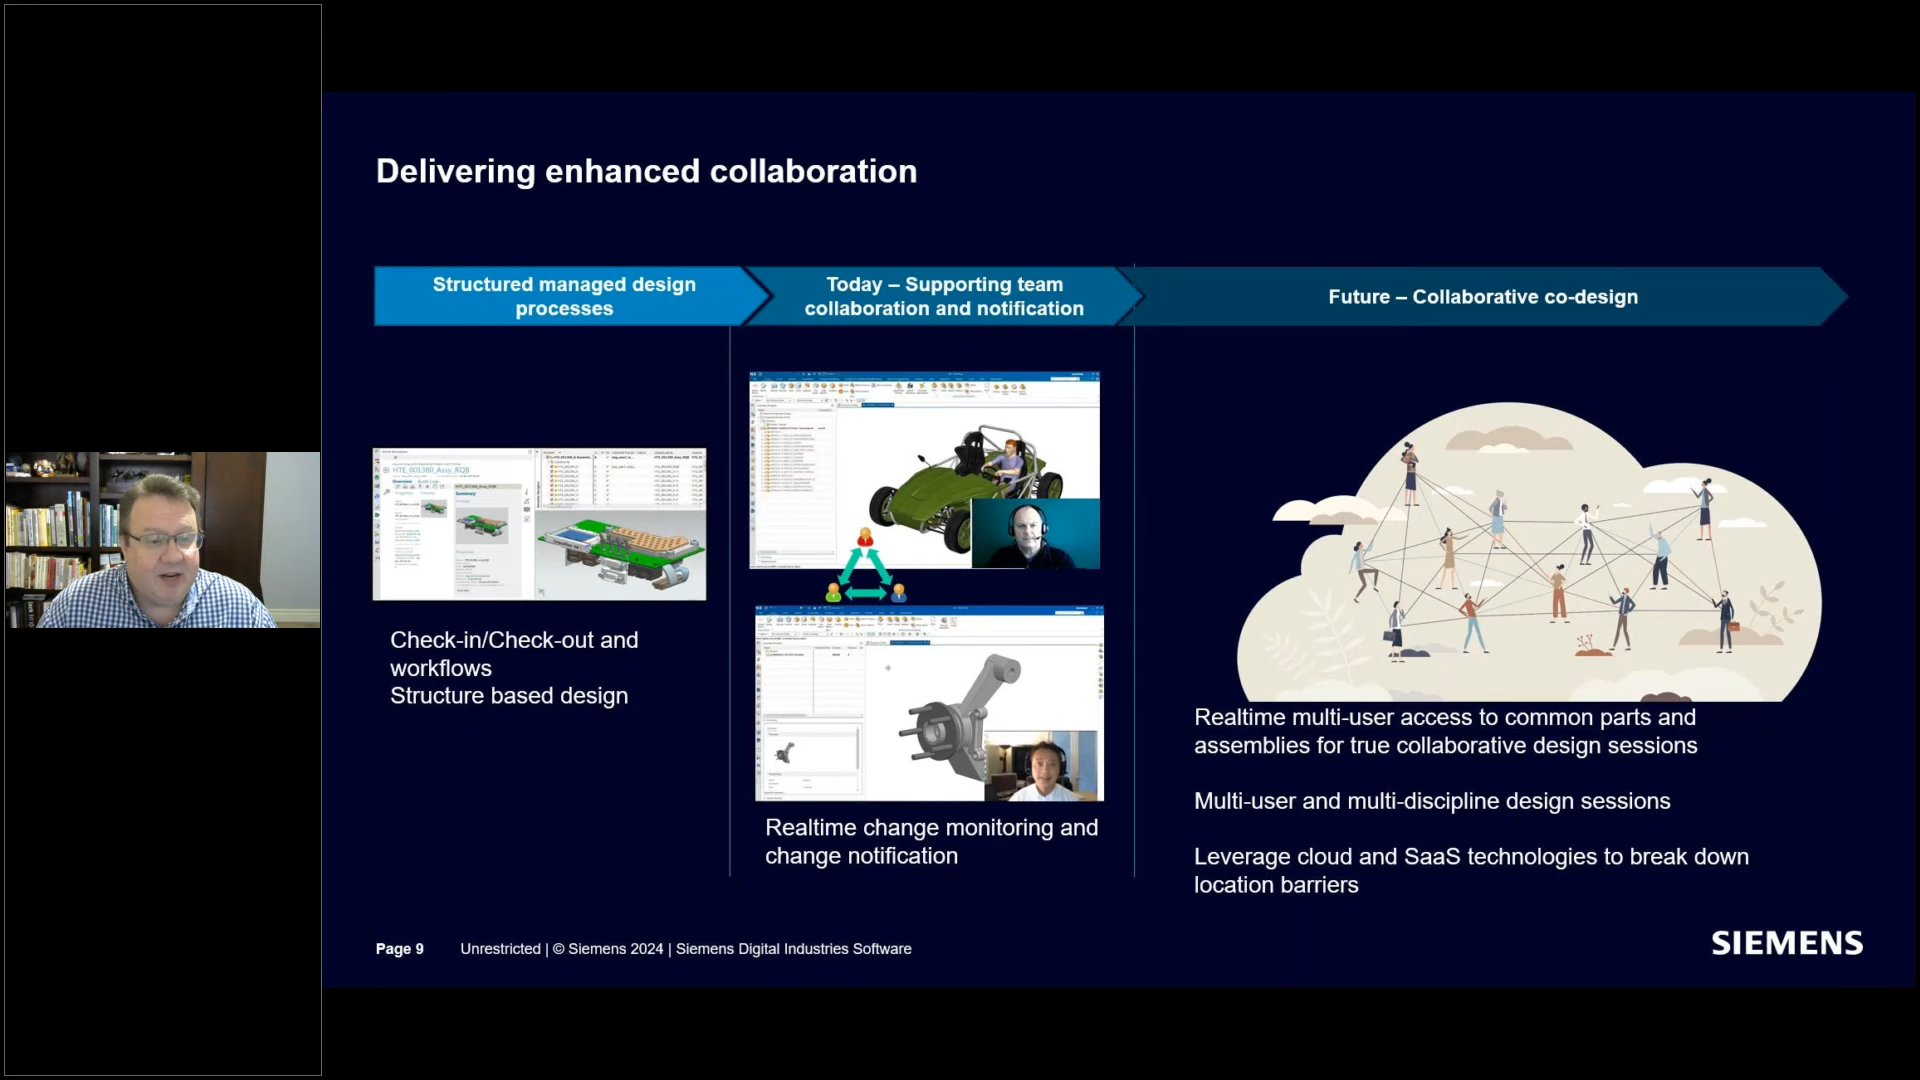 Delivering enhanced collaboration
Structured managed design
processes
Today – Supporting team
collaboration and notification
Future – Collaborative co-design
HTE_001380_Assy_RQB
Overview
Summary
Check-in/Check-out and
workflows
Structure based design
Realtime change monitoring and
change notification
Realtime multi-user access to common parts and
assemblies for true collaborative design sessions
Multi-user and multi-discipline design sessions
Leverage cloud and SaaS technologies to break down
location barriers
Page 9
Unrestricted | © Siemens 2024 | Siemens Digital Industries Software
SIEMENS